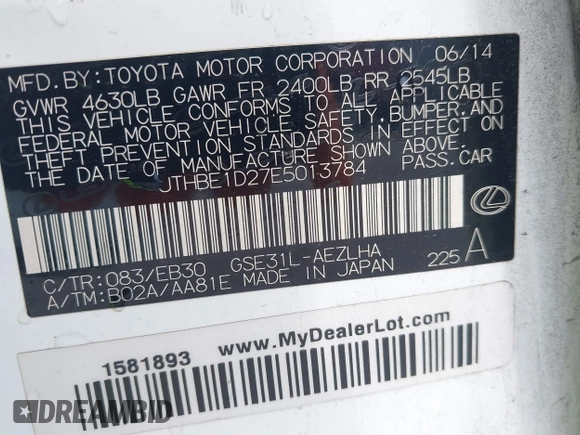 MFD.BY:TOYOTA MOTOR CORPORATION 06/14
GVWR 4630LB GAWR FR 2400LB RR 2545LB
THIS VEHICLE CONFORMS TO ALL APPLICABLE
FEDERAL MOTOR VEHICLE SAFETY,BUMPER,AND
THEFT PREVENTION STANDARDS IN EFFECT ON
THE DATE OF MANUFACTURE SHOWN ABOVE.
JTHBE1D27E5013784 PASS.CAR
C/TR:083/EB30 GSE31L-AEZLHA
A/TM:B02A/AA81E MADE IN JAPAN 225 A
1581893 www.MyDealerLot.com
DREAMBID